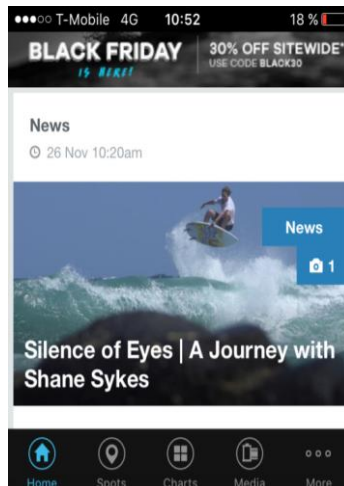 T-Mobile 4G 10:52 18 %
BLACK FRIDAY
IS HERE!
30% OFF SITEWIDE*
USE CODE BLACK30
News
26 Nov 10:20am
News
1
Silence of Eyes | A Journey with
Shane Sykes
Home Spots Charts Media More